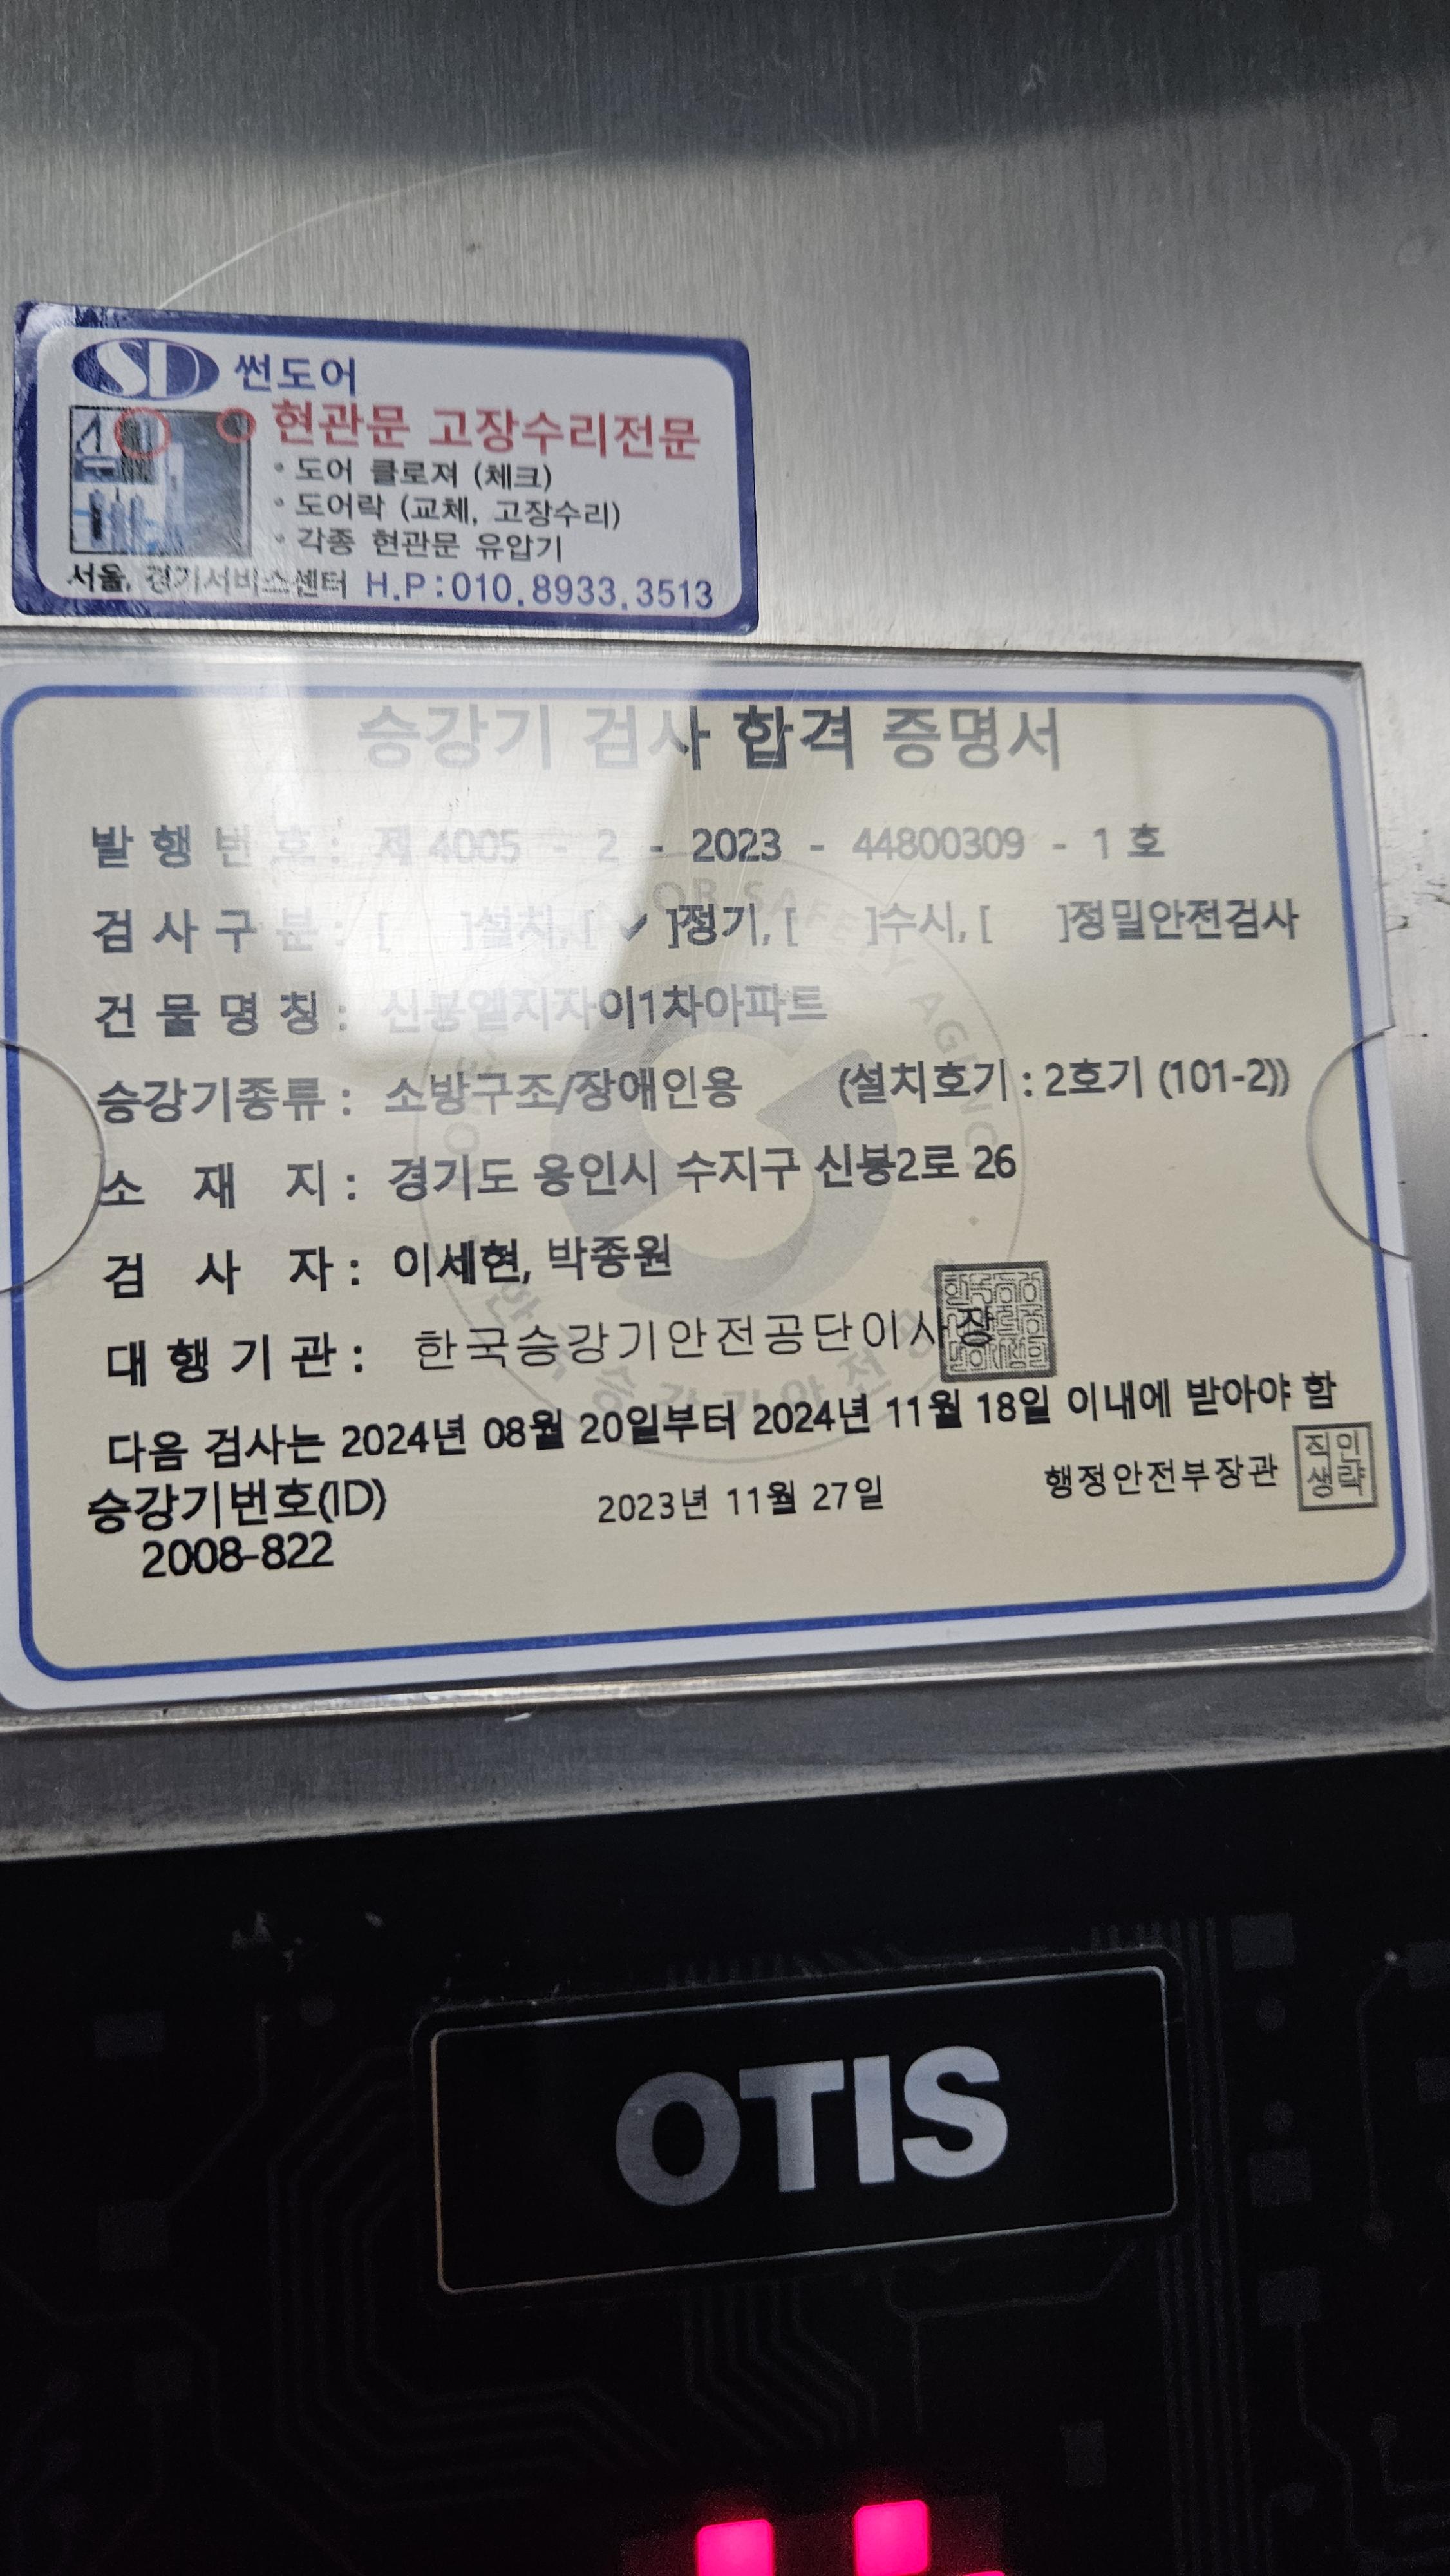 SD 썬도어
현관문 고장수리전문
• 도어 클로져 (체크)
• 도어락 (교체, 고장수리)
• 각종 현관문 유압기
서울, 경기서비스센터 H.P:010.8933.3513
승강기 검사 합격 증명서
발행번호: 제 4005 - 2 - 2023 - 44800309 - 1 호
검사구분: [ ]설치, [ ✓ ]정기, [ ]수시, [ ]정밀안전검사
건물명칭: 신봉엘지자이1차아파트
승강기종류: 소방구조/장애인용 (설치호기 : 2호기 (101-2))
소재지: 경기도 용인시 수지구 신봉2로 26
검사자: 이세현, 박종원
대행기관: 한국승강기안전공단이사장
다음 검사는 2024년 08월 20일부터 2024년 11월 18일 이내에 받아야 함
승강기번호(ID)
2008-822
2023년 11월 27일
행정안전부장관
직인
생략
OTIS